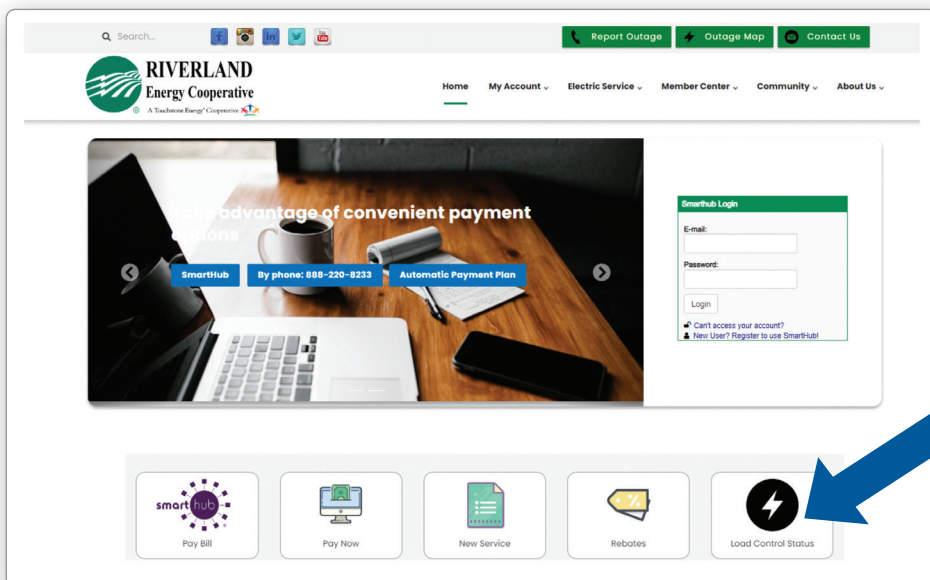 Search...
You
Tube
Report Outage
Outage Map
Contact Us
RIVERLAND
Energy Cooperative
A Touchstone Energy® Cooperative
Home
My Account
Electric Service
Member Center
Community
About Us
Take advantage of convenient payment
options
SmartHub
By phone: 888-220-8233
Automatic Payment Plan
Smarthub Login
E-mail:
Password:
Login
Can't access your account?
New User? Register to use SmartHub!
smart hub
Pay Bill
Pay Now
New Service
Rebates
Load Control Status